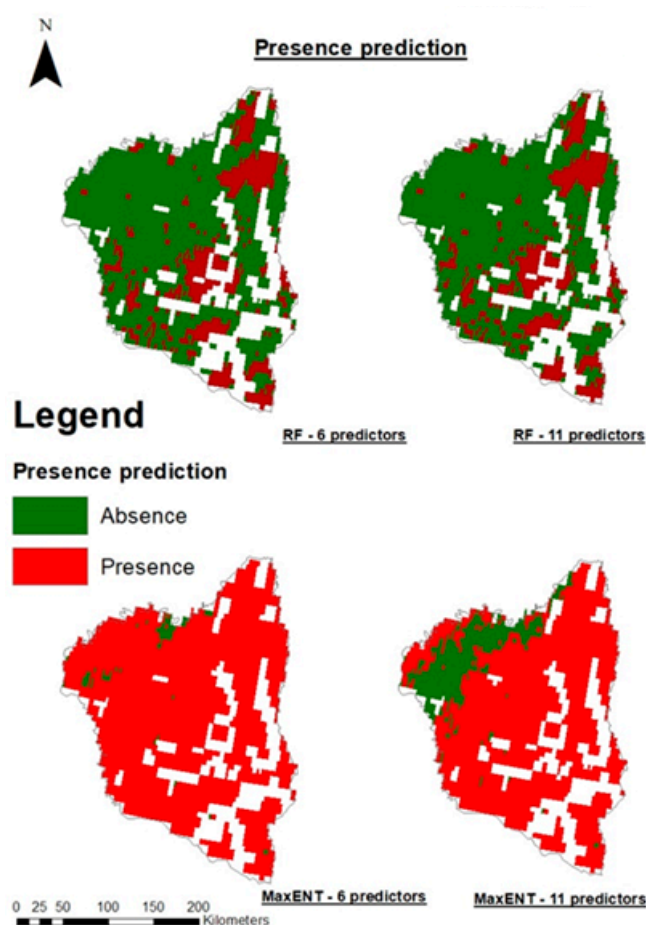 N
Presence prediction
RF - 6 predictors
RF - 11 predictors
Legend
Presence prediction
Absence
Presence
MaxENT - 6 predictors
MaxENT - 11 predictors
0 25 50 100 150 200
Kilometers